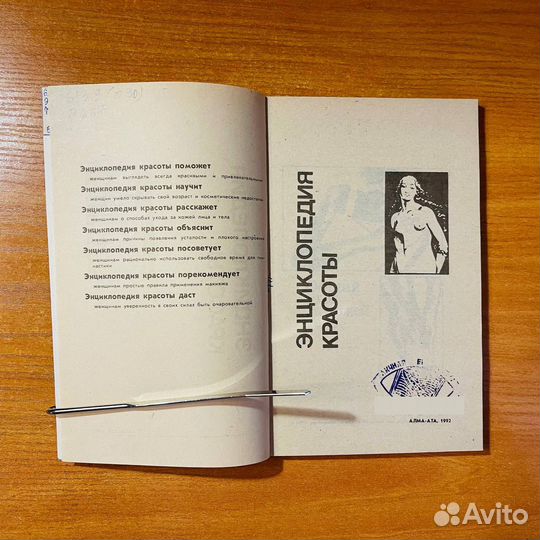 Энциклопедия красоты поможет
женщинам выглядеть всегда красивыми и привлекательными
Энциклопедия красоты научит
женщин умело скрывать свой возраст и косметические недостатки
Энциклопедия красоты расскажет
женщинам о способах ухода за кожей лица и тела
Энциклопедия красоты объяснит
женщинам причины появления усталости и плохого настроения
Энциклопедия красоты посоветует
женщинам рационально использовать свободное время для гим-
настики
Энциклопедия красоты порекомендует
женщинам простые правила применения макияжа
Энциклопедия красоты даст
женщинам уверенность в своих силах быть очаровательной
ЭНЦИКЛОПЕДИЯ
КРАСОТЫ
АЛМА-АТА, 1992
Avito